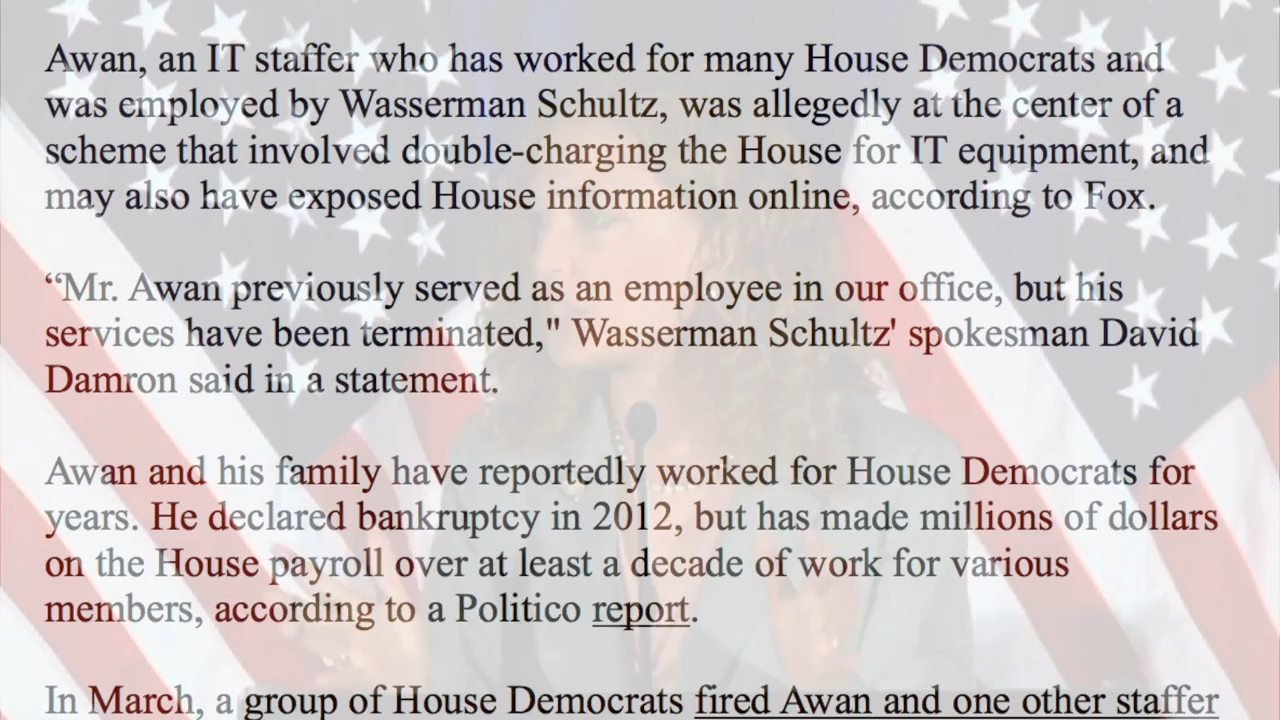 Awan, an IT staffer who has worked for many House Democrats and
was employed by Wasserman Schultz, was allegedly at the center of a
scheme that involved double-charging the House for IT equipment, and
may also have exposed House information online, according to Fox.
“Mr. Awan previously served as an employee in our office, but his
services have been terminated," Wasserman Schultz' spokesman David
Damron said in a statement.
Awan and his family have reportedly worked for House Democrats for
years. He declared bankruptcy in 2012, but has made millions of dollars
on the House payroll over at least a decade of work for various
members, according to a Politico report.
In March, a group of House Democrats fired Awan and one other staffer